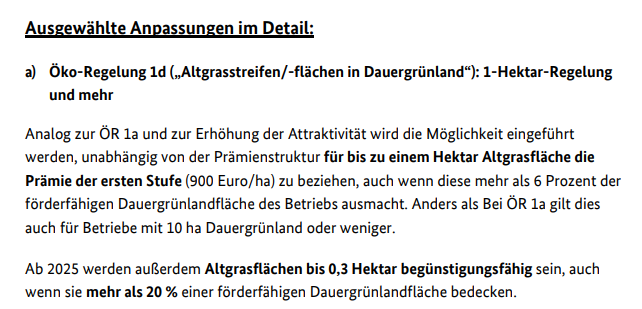 Ausgewählte Anpassungen im Detail:
a) Öko-Regelung 1d („Altgrasstreifen/-flächen in Dauergrünland“): 1-Hektar-Regelung
und mehr
Analog zur ÖR 1a und zur Erhöhung der Attraktivität wird die Möglichkeit eingeführt
werden, unabhängig von der Prämienstruktur für bis zu einem Hektar Altgrasfläche die
Prämie der ersten Stufe (900 Euro/ha) zu beziehen, auch wenn diese mehr als 6 Prozent der
förderfähigen Dauergrünlandfläche des Betriebs ausmacht. Anders als Bei ÖR 1a gilt dies
auch für Betriebe mit 10 ha Dauergrünland oder weniger.
Ab 2025 werden außerdem Altgrasflächen bis 0,3 Hektar begünstigungsfähig sein, auch
wenn sie mehr als 20 % einer förderfähigen Dauergrünlandfläche bedecken.